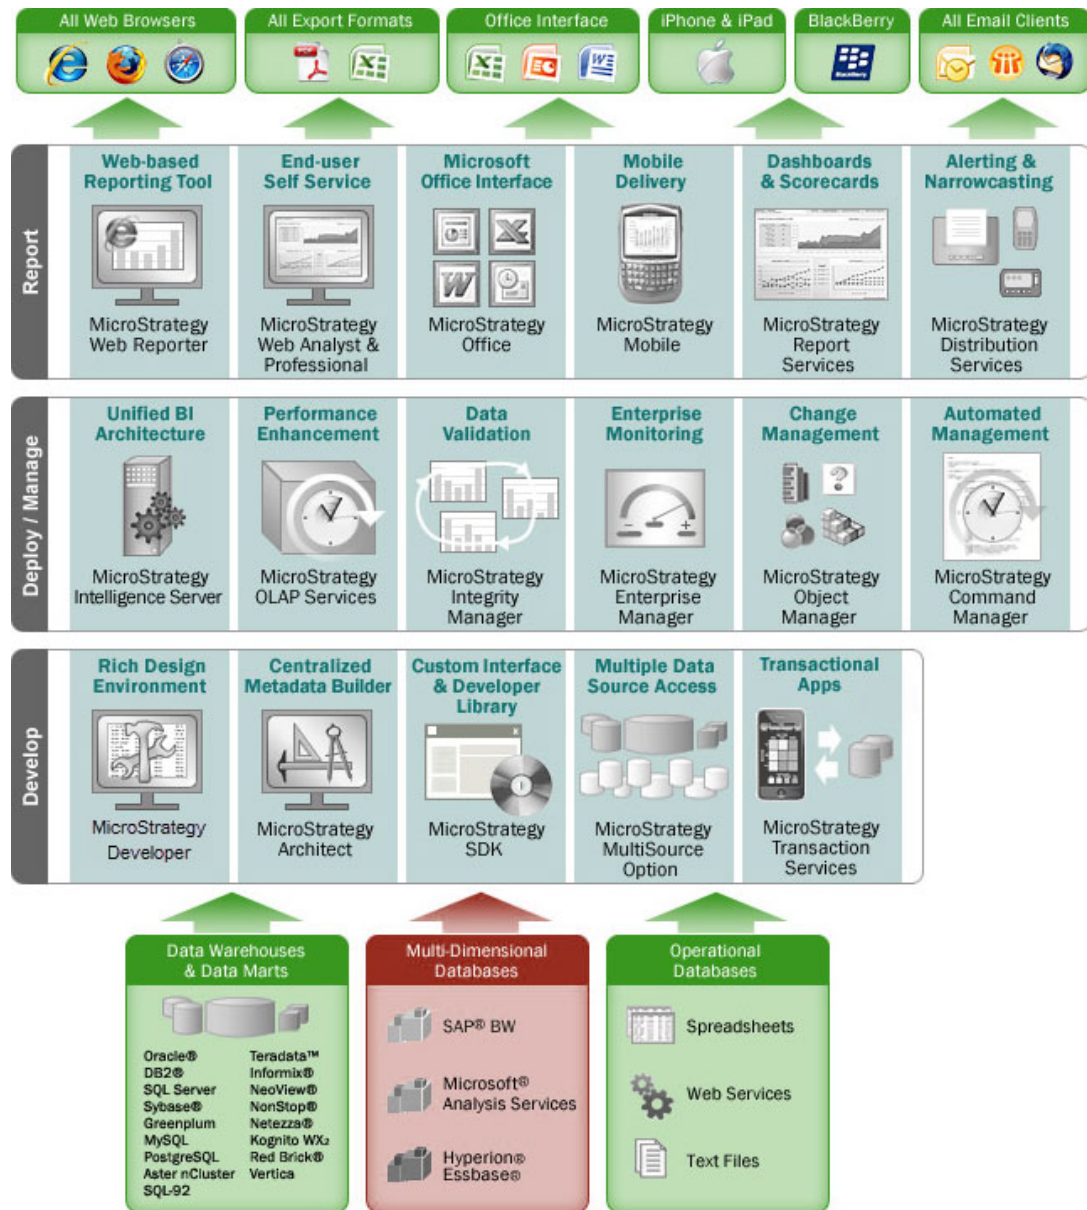 All Web Browsers
All Export Formats
Office Interface
iPhone & iPad
BlackBerry
All Email Clients
BlackBerry
Report
Web-based
Reporting Tool
MicroStrategy
Web Reporter
End-user
Self Service
MicroStrategy
Web Analyst &
Professional
Microsoft
Office Interface
MicroStrategy
Office
Mobile
Delivery
MicroStrategy
Mobile
Dashboards
& Scorecards
MicroStrategy
Report
Services
Alerting &
Narrowcasting
MicroStrategy
Distribution
Services
Deploy / Manage
Unified BI
Architecture
MicroStrategy
Intelligence Server
Performance
Enhancement
MicroStrategy
OLAP Services
Data
Validation
MicroStrategy
Integrity
Manager
Enterprise
Monitoring
MicroStrategy
Enterprise
Manager
Change
Management
MicroStrategy
Object
Manager
Automated
Management
MicroStrategy
Command
Manager
Develop
Rich Design
Environment
MicroStrategy
Developer
Centralized
Metadata Builder
MicroStrategy
Architect
Custom Interface
& Developer
Library
MicroStrategy
SDK
Multiple Data
Source Access
MicroStrategy
MultiSource
Option
Transactional
Apps
MicroStrategy
Transaction
Services
Data Warehouses
& Data Marts
Oracle®
DB2®
SQL Server
Sybase®
Greenplum
MySQL
PostgreSQL
Aster nCluster
SQL-92
Teradata™
Informix®
NeoView®
NonStop®
Netezza®
Kognito WX₂
Red Brick®
Vertica
Multi-Dimensional
Databases
SAP® BW
Microsoft®
Analysis Services
Hyperion®
Essbase®
Operational
Databases
Spreadsheets
Web Services
Text Files